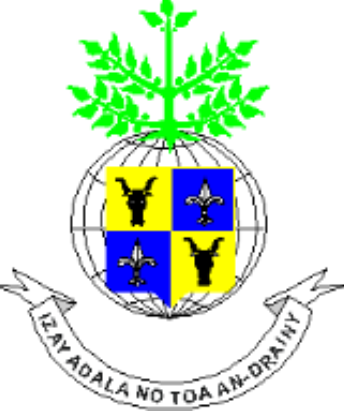 IZAY ADALA NO TOA AN-DRAINY